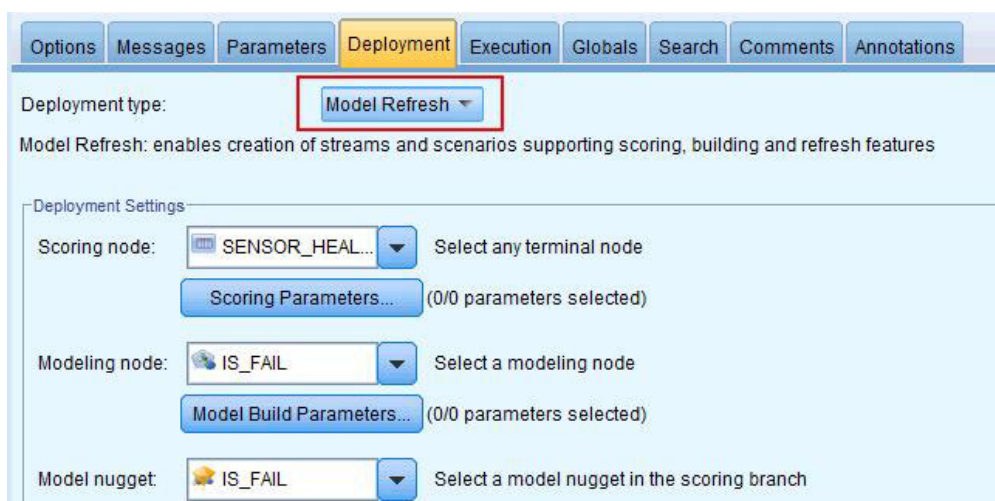 Options Messages Parameters Deployment Execution Globals Search Comments Annotations
Deployment type: Model Refresh
Model Refresh: enables creation of streams and scenarios supporting scoring, building and refresh features
Deployment Settings
Scoring node: SENSOR_HEAL... Select any terminal node
Scoring Parameters... (0/0 parameters selected)
Modeling node: IS_FAIL Select a modeling node
Model Build Parameters... (0/0 parameters selected)
Model nugget: IS_FAIL Select a model nugget in the scoring branch